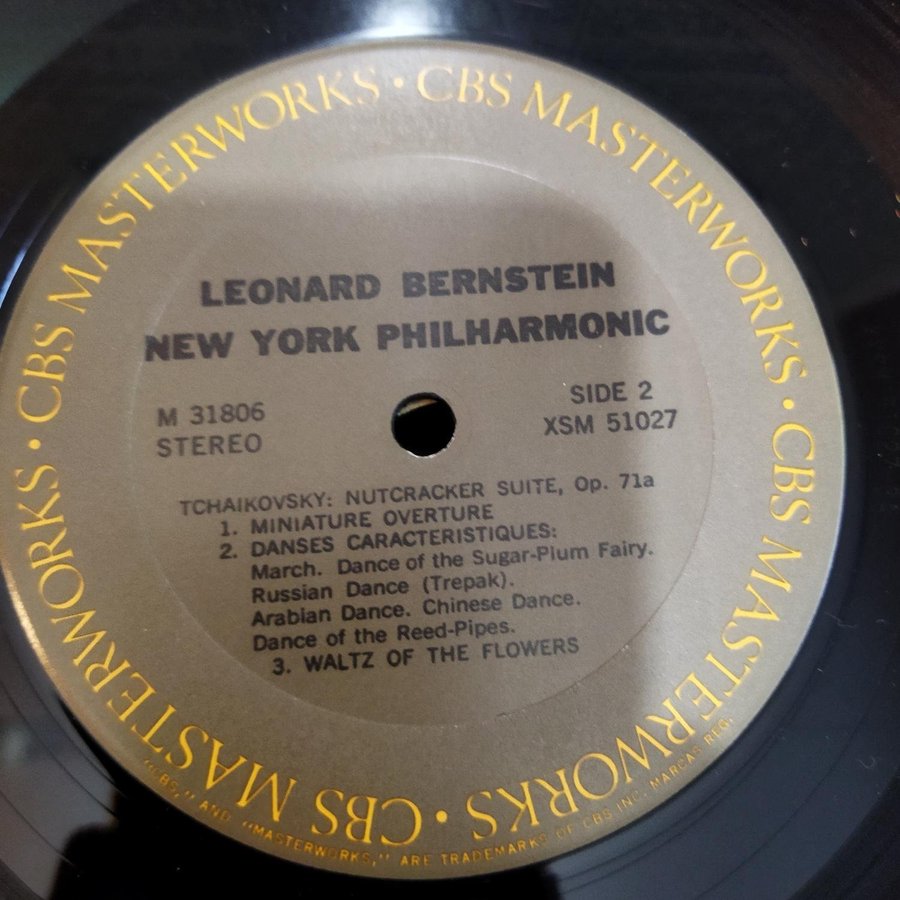 CBS MASTERWORKS · CBS MASTERWORKS · CBS MASTERWORKS · CBS MASTERWORKS ·
LEONARD BERNSTEIN
NEW YORK PHILHARMONIC
M 31806
STEREO
SIDE 2
XSM 51027
TCHAIKOVSKY: NUTCRACKER SUITE, Op. 71a
1. MINIATURE OVERTURE
2. DANSES CARACTERISTIQUES:
March. Dance of the Sugar-Plum Fairy.
Russian Dance (Trepak).
Arabian Dance. Chinese Dance.
Dance of the Reed-Pipes.
3. WALTZ OF THE FLOWERS
"CBS," AND "MASTERWORKS," ARE TRADEMARKS OF CBS INC. MARCAS REG.